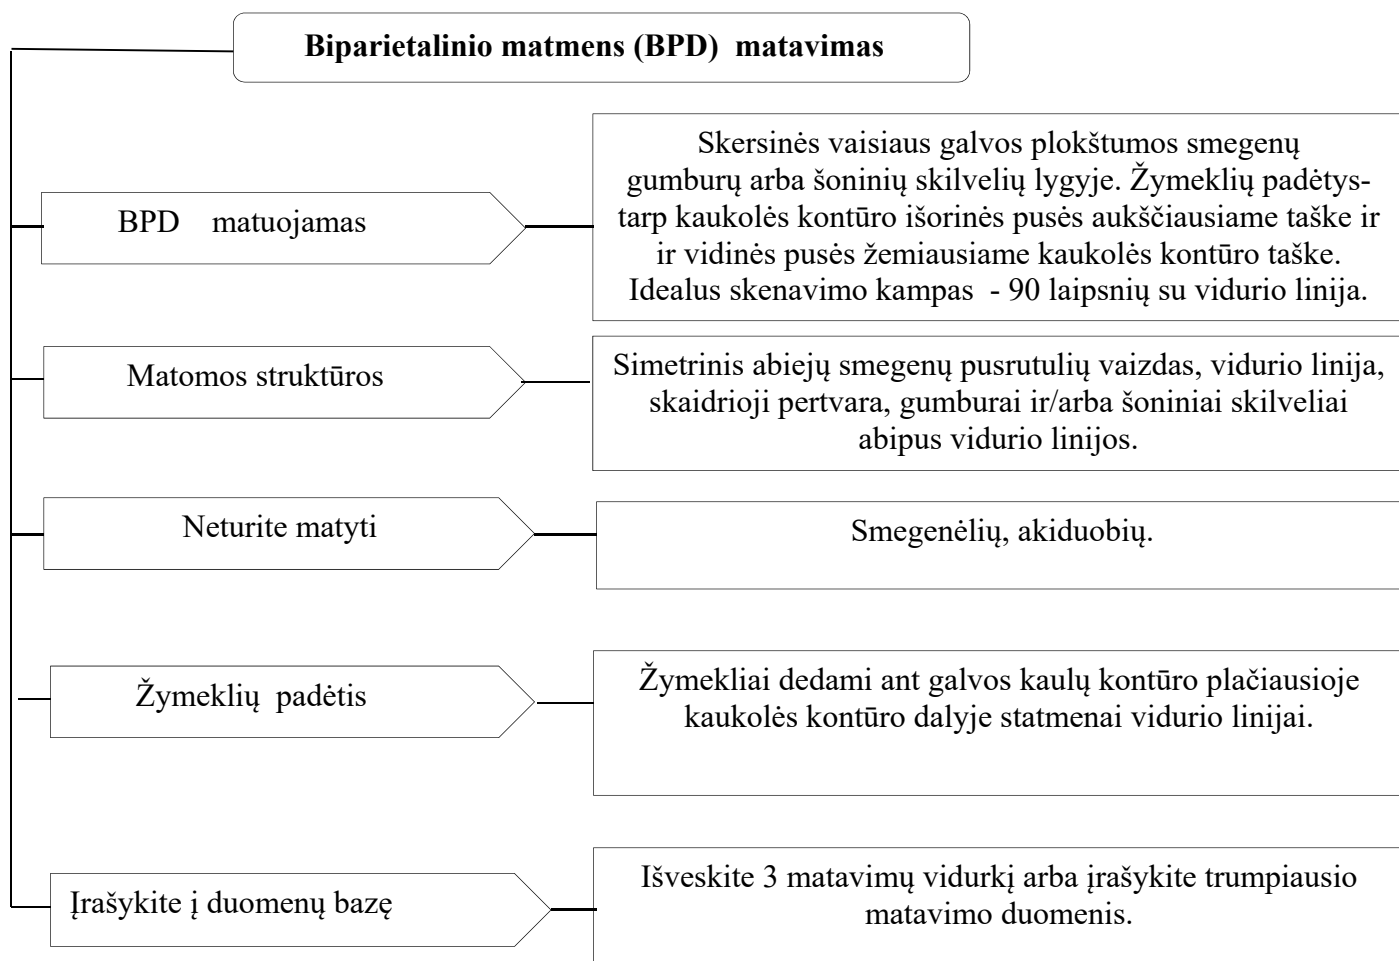 Biparietalinio matmens (BPD) matavimas
BPD matuojamas
Skersinės vaisiaus galvos plokštumos smegenų
gumburų arba šoninių skilvelių lygyje. Žymeklių padėtys-
tarp kaukolės kontūro išorinės pusės aukščiausiame taške ir
ir vidinės pusės žemiausiame kaukolės kontūro taške.
Idealus skenavimo kampas - 90 laipsnių su vidurio linija.
Matomos struktūros
Simetrinis abiejų smegenų pusrutulių vaizdas, vidurio linija,
skaidrioji pertvara, gumburai ir/arba šoniniai skilveliai
abipus vidurio linijos.
Neturite matyti
Smegenėlių, akiduobių.
Žymeklių padėtis
Žymekliai dedami ant galvos kaulų kontūro plačiausioje
kaukolės kontūro dalyje statmenai vidurio linijai.
Įrašykite į duomenų bazę
Išveskite 3 matavimų vidurkį arba įrašykite trumpiausio
matavimo duomenis.